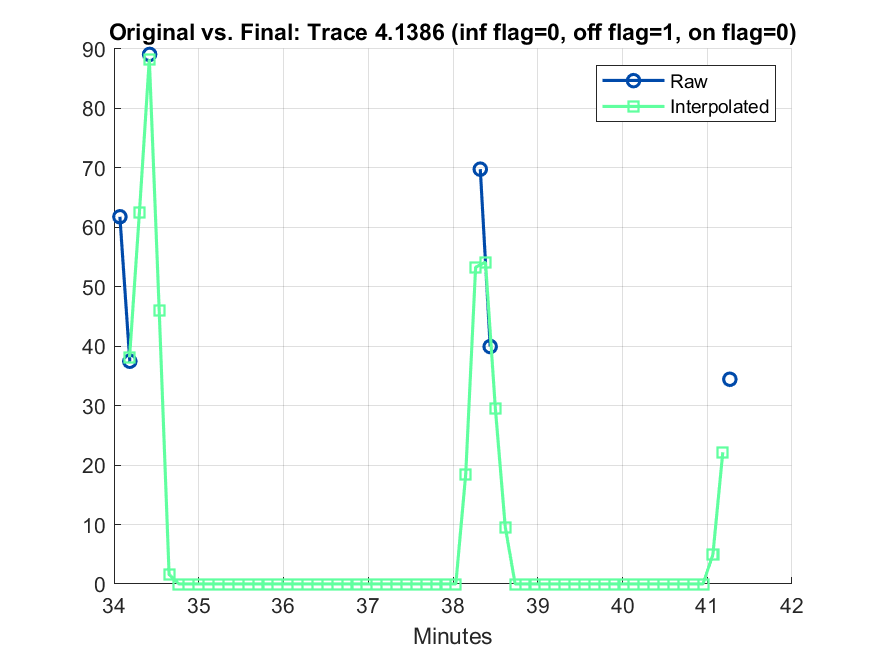 Original vs. Final: Trace 4.1386 (inf flag=0, off flag=1, on flag=0)
90
80
70
60
50
40
30
20
10
0
Raw
Interpolated
34 35 36 37 38 39 40 41 42
Minutes